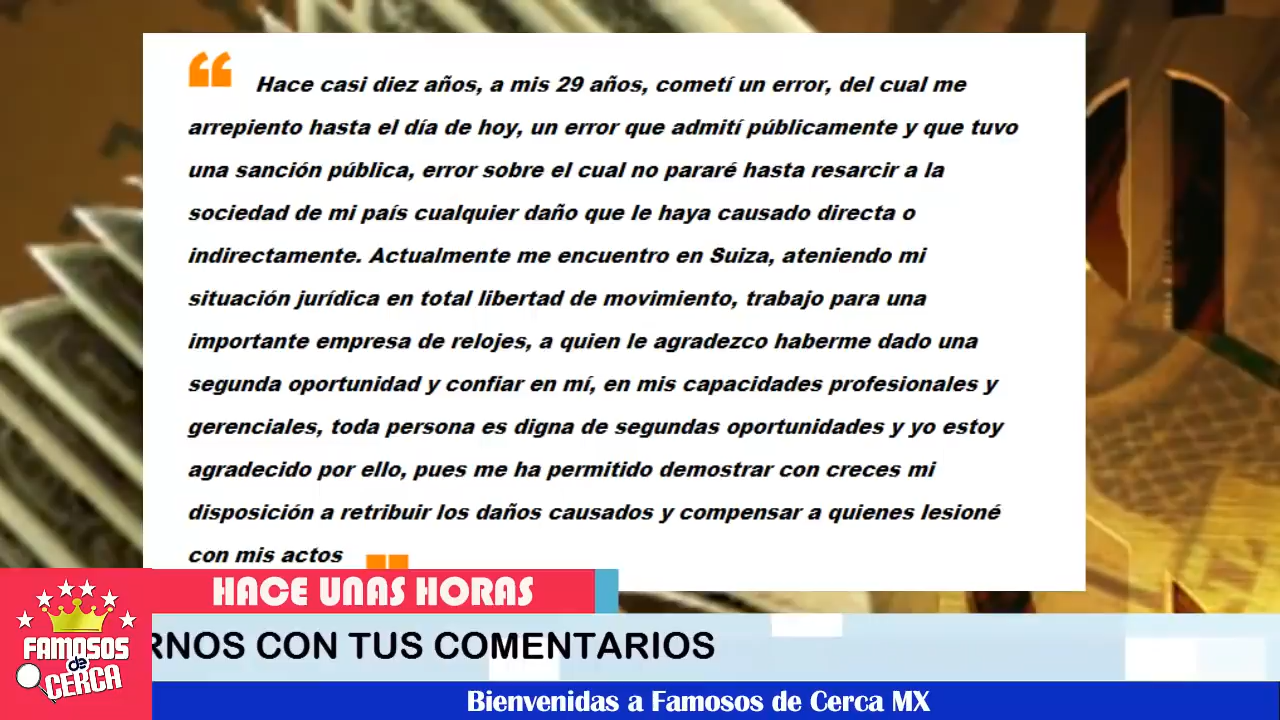 “ Hace casi diez años, a mis 29 años, cometí un error, del cual me
arrepiento hasta el día de hoy, un error que admití públicamente y que tuvo
una sanción pública, error sobre el cual no pararé hasta resarcir a la
sociedad de mi país cualquier daño que le haya causado directa o
indirectamente. Actualmente me encuentro en Suiza, ateniendo mi
situación jurídica en total libertad de movimiento, trabajo para una
importante empresa de relojes, a quien le agradezco haberme dado una
segunda oportunidad y confiar en mí, en mis capacidades profesionales y
gerenciales, toda persona es digna de segundas oportunidades y yo estoy
agradecido por ello, pues me ha permitido demostrar con creces mi
disposición a retribuir los daños causados y compensar a quienes lesioné
con mis actos
HACE UNAS HORAS
RNOS CON TUS COMENTARIOS
FAMOSOS
de
CERCA
Bienvenidas a Famosos de Cerca MX